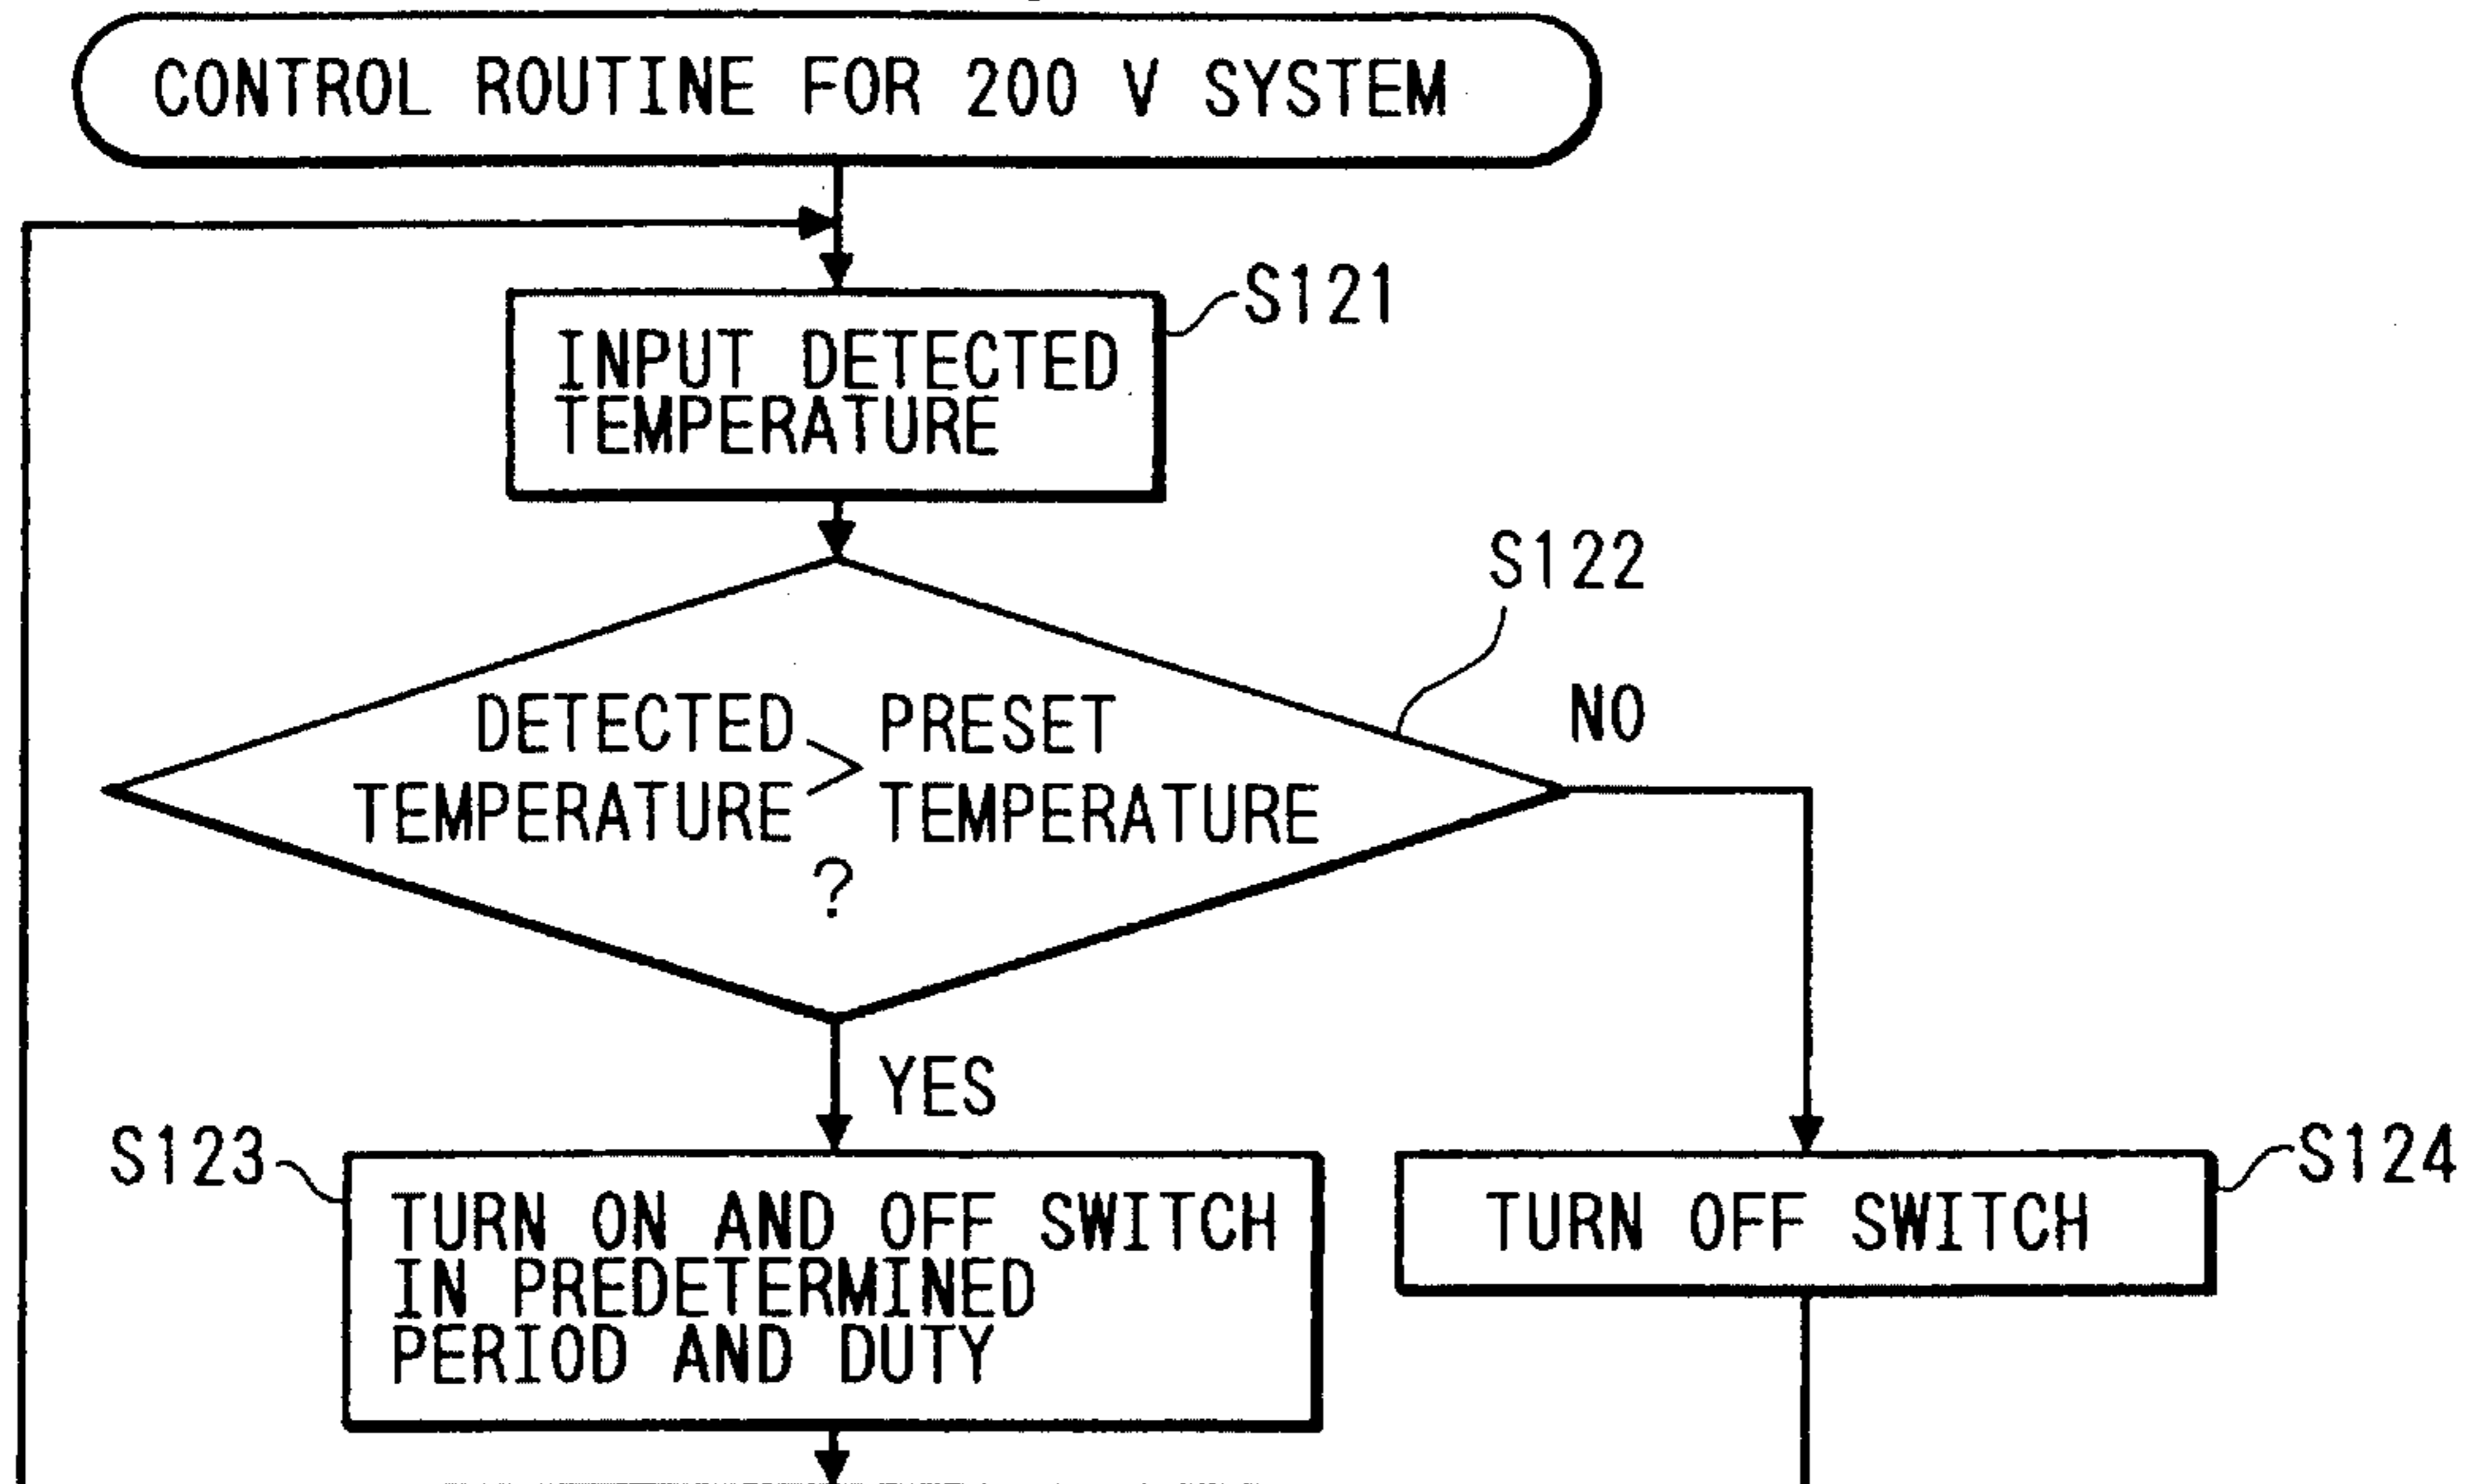 CONTROL ROUTINE FOR 200 V SYSTEM
S121
INPUT DETECTED
TEMPERATURE
S122
NO
DETECTED > PRESET
TEMPERATURE TEMPERATURE
?
YES
S123
TURN ON AND OFF SWITCH
IN PREDETERMINED
PERIOD AND DUTY
S124
TURN OFF SWITCH